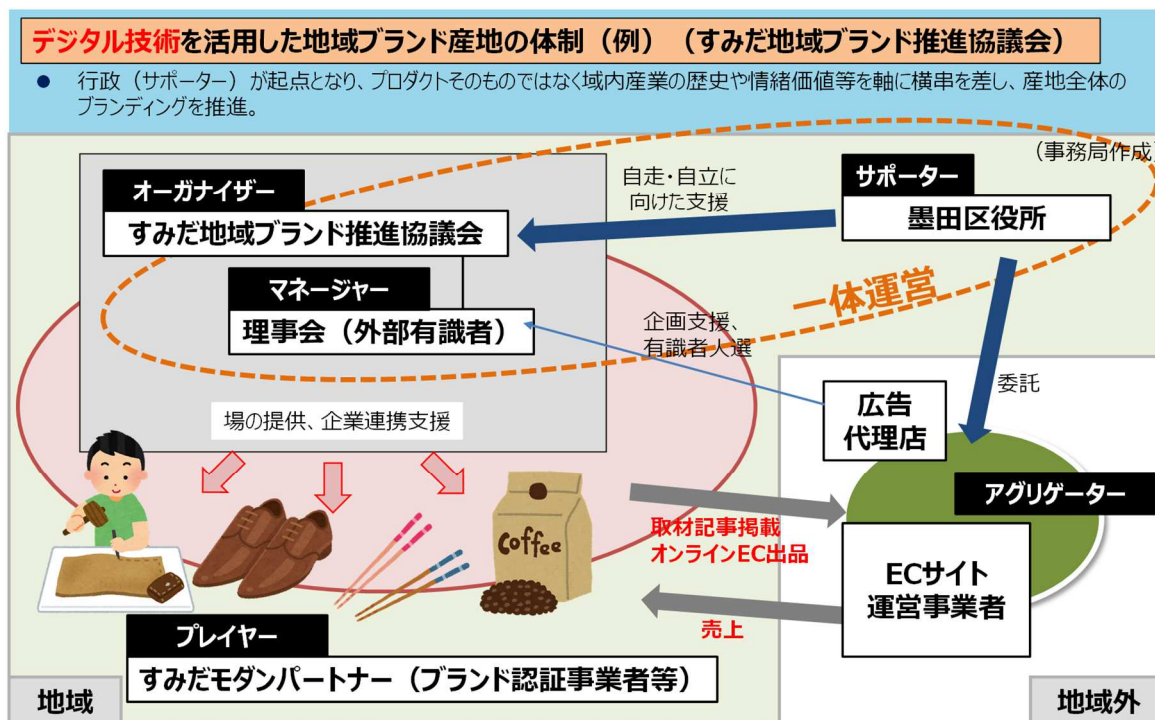 デジタル技術を活用した地域ブランド産地の体制（例）（すみだ地域ブランド推進協議会）
● 行政（サポーター）が起点となり、プロダクトそのものではなく域内産業の歴史や情緒価値等を軸に横串を差し、産地全体の
ブランディングを推進。
（事務局作成）
オーガナイザー
すみだ地域ブランド推進協議会
自走・自立に
向けた支援
サポーター
墨田区役所
マネージャー
理事会（外部有識者）
一体運営
企画支援、
有識者人選
委託
広告
代理店
場の提供、企業連携支援
アグリゲーター
Coffee
取材記事掲載
オンラインEC出品
ECサイト
運営事業者
売上
プレイヤー
すみだモダンパートナー（ブランド認証事業者等）
地域
地域外